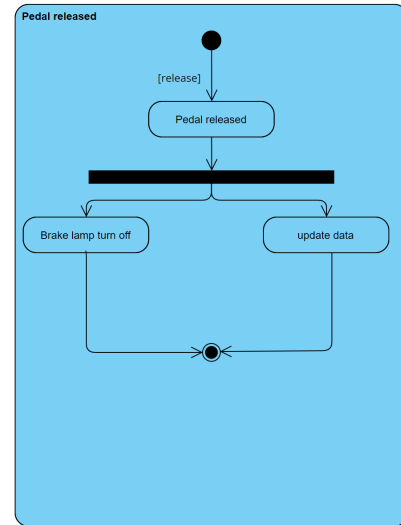 Pedal released
[release]
Pedal released
Brake lamp turn off
update data